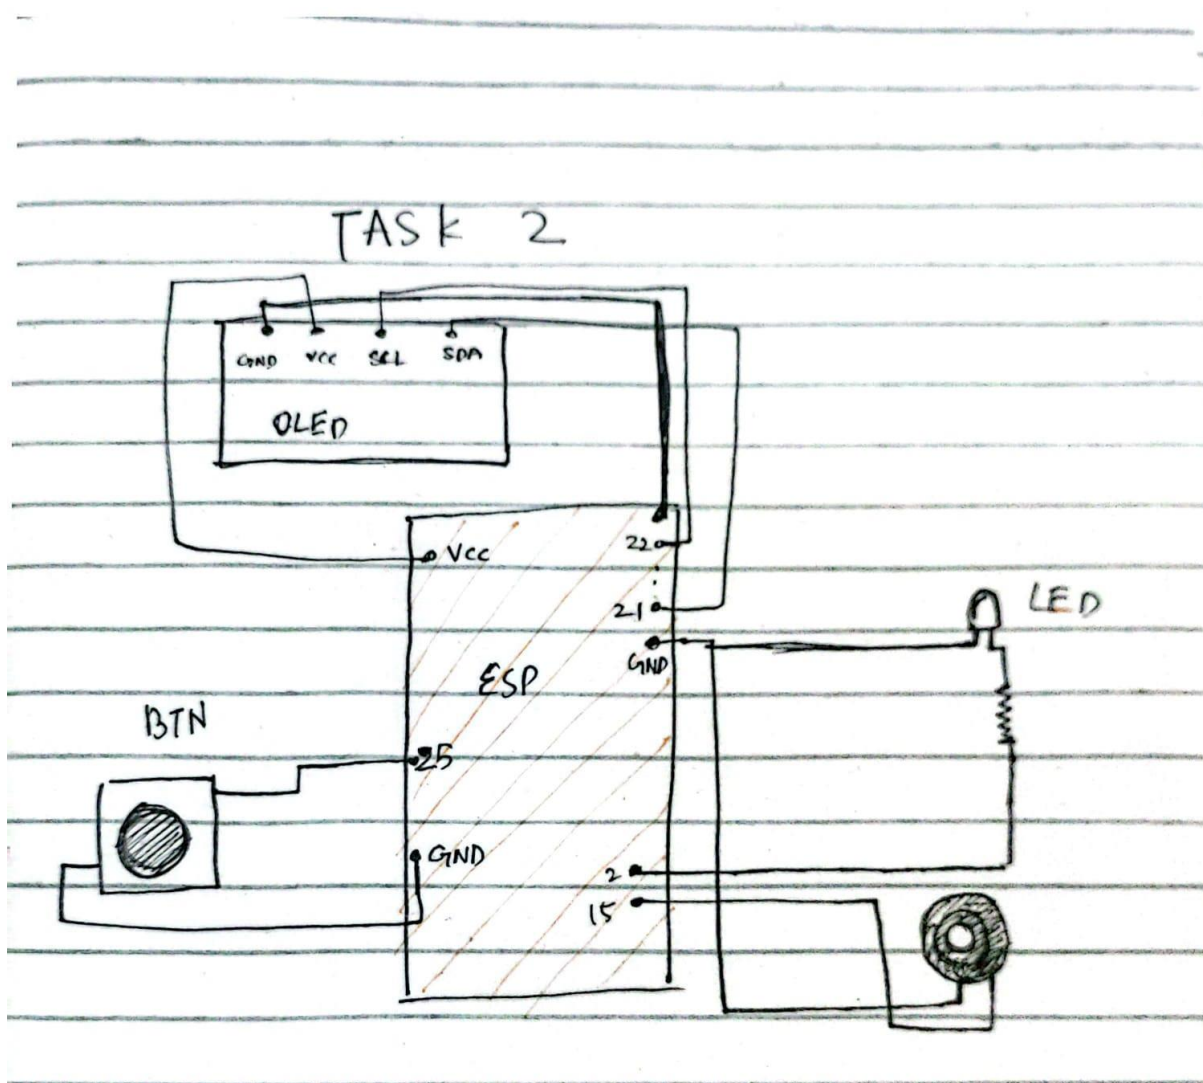 TASK 2
GND VCC SCL SDA
OLED
VCC
22
21
GND
LED
ESP
BTN
25
GND
2
15